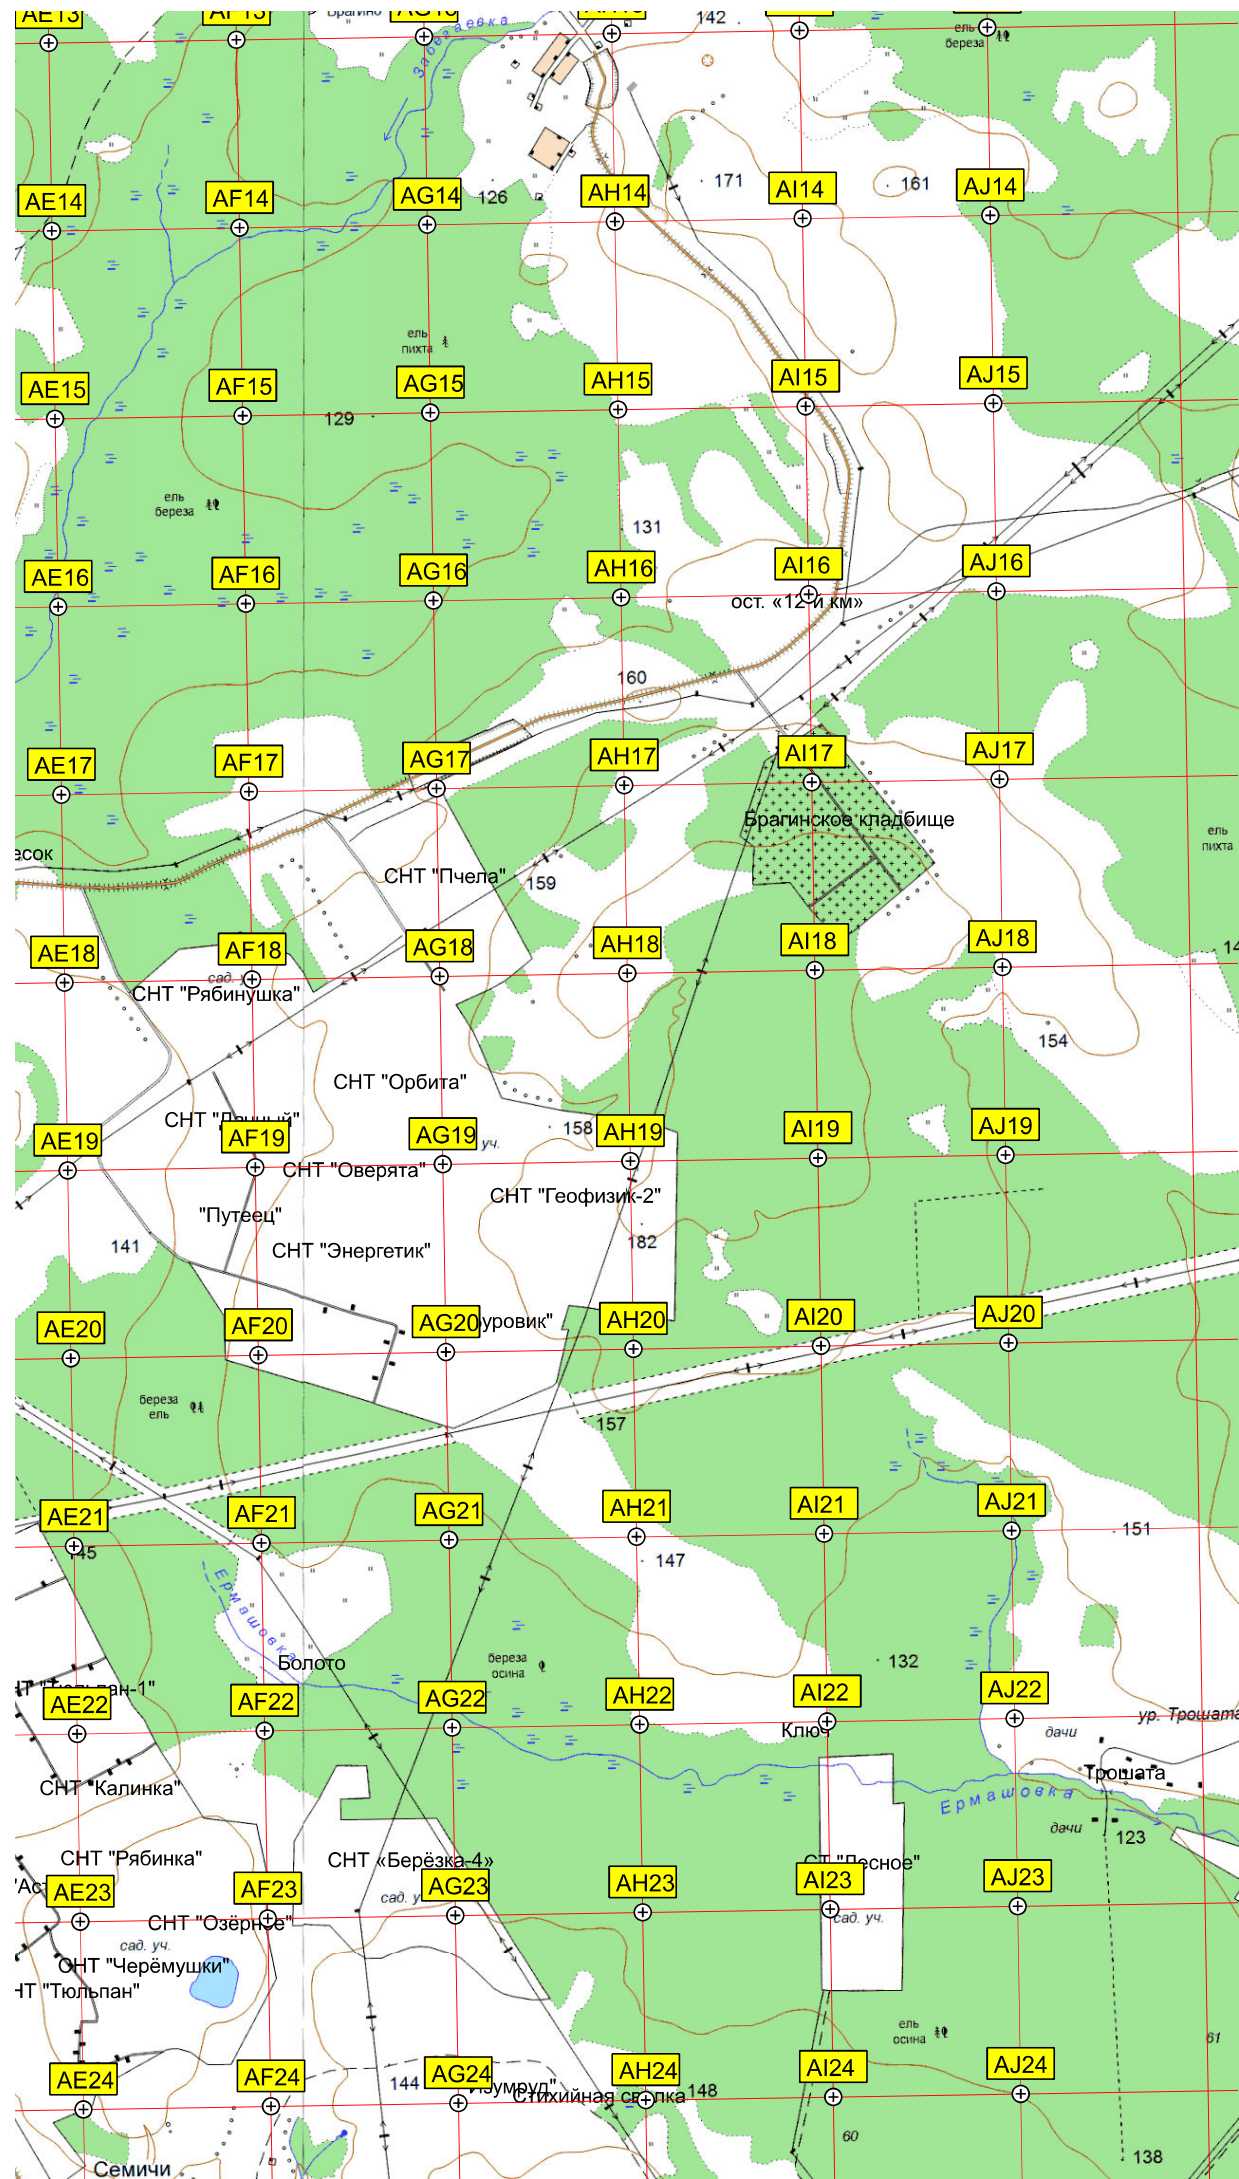 AE13
AF13
Брагино
Забегаевка
142
ель
береза
AE14
AF14
AG14
126
AH14
171
AI14
161
AJ14
ель
пихта
AE15
AF15
129
AG15
AH15
AI15
AJ15
ель
береза
131
AE16
AF16
AG16
AH16
AI16
AJ16
ост. «12-й км»
160
AE17
AF17
AG17
AH17
AI17
AJ17
Брагинское кладбище
ель
пихта
СНТ "Пчела"
159
AE18
AF18
AG18
AH18
AI18
AJ18
СНТ "Рябинушка"
154
СНТ "Орбита"
AE19
AF19
AG19
уч.
158
AH19
AI19
AJ19
СНТ "Оверята"
СНТ "Геофизик-2"
"Путеец"
182
141
СНТ "Энергетик"
AE20
AF20
AG20
AH20
AI20
AJ20
береза
ель
157
AE21
AF21
AG21
AH21
AI21
AJ21
151
147
Ермашовка
Болото
береза
осина
132
AE22
AF22
AG22
AH22
AI22
AJ22
ур. Трошата
Ключ
дачи
СНТ "Калинка"
Трошата
Ермашовка
дачи
123
СНТ "Рябинка"
СНТ «Берёзка-4»
AE23
AF23
сад. у
AG23
AH23
AI23
AJ23
СНТ "Озёрное"
сад. уч.
сад. уч.
СНТ "Черёмушки"
НТ "Тюльпан"
ель
осина
61
AE24
AF24
144
AG24
AH24
148
AI24
AJ24
Стихийная свалка
60
138
Семичи